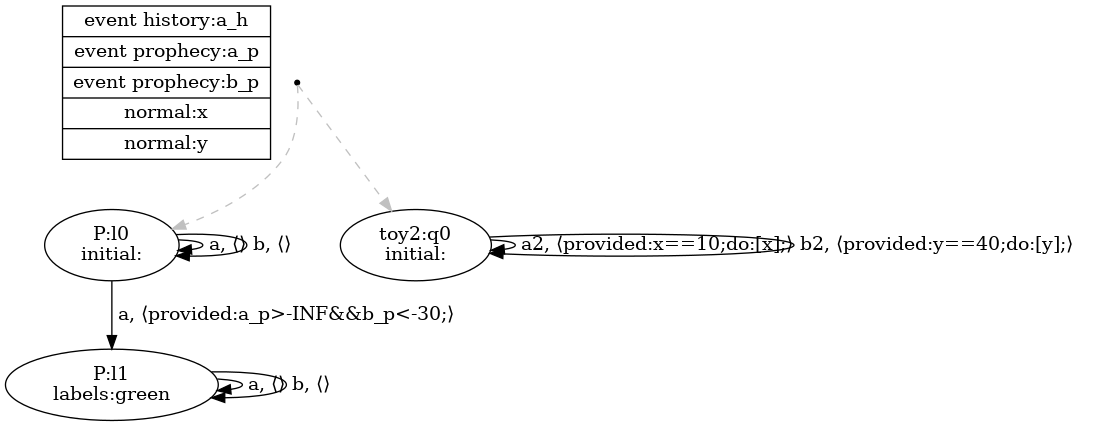 event history:a_h
event prophecy:a_p
event prophecy:b_p
normal:x
normal:y
P:l0
initial:
a, ⟨⟩
b, ⟨⟩
toy2:q0
initial:
a2, ⟨provided:x==10;do:[x];⟩
b2, ⟨provided:y==40;do:[y];⟩
a, ⟨provided:a_p>-INF&&b_p<-30;⟩
P:l1
labels:green
a, ⟨⟩
b, ⟨⟩